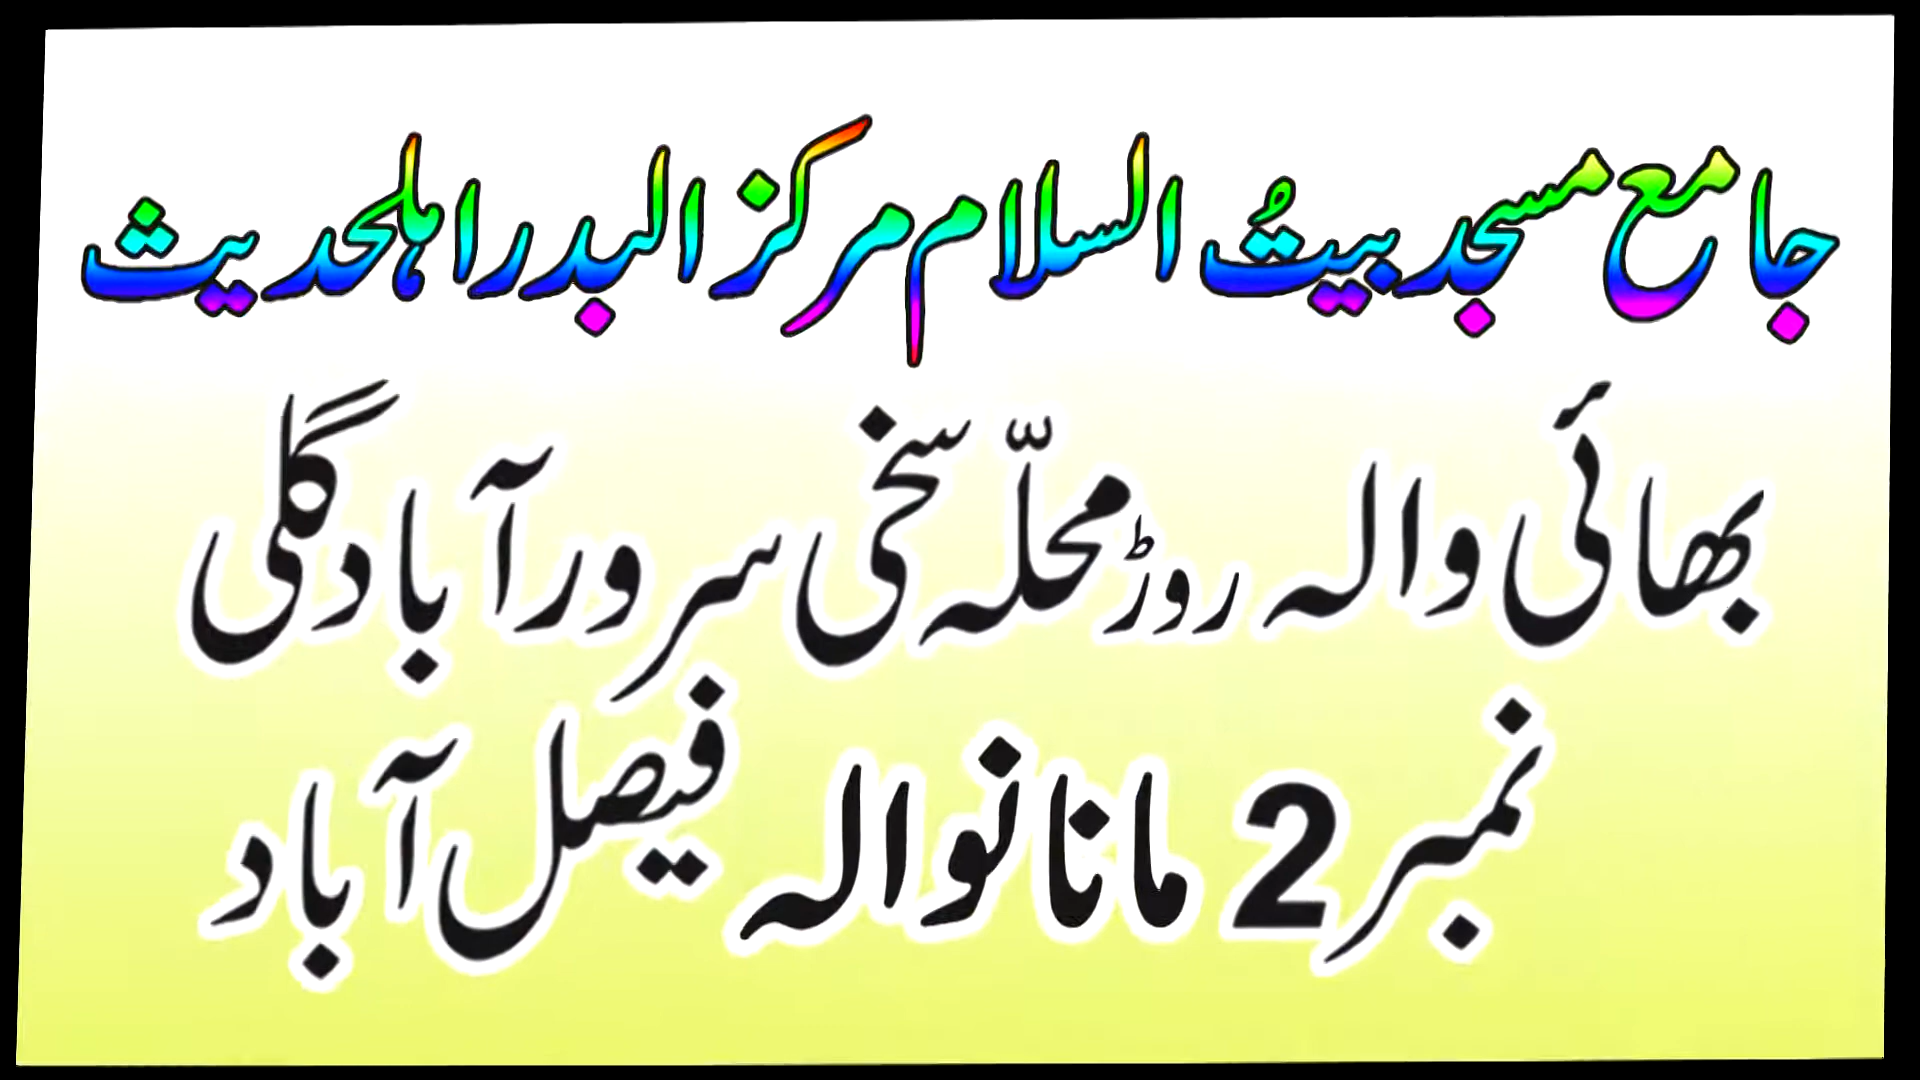 جامع مسجد بیتُ السلام مرکز البدر اہلحدیث
بھائی والہ روڑ محلّہ سخی سرور آباد گلی
نمبر 2 مانانوالہ فیصل آباد